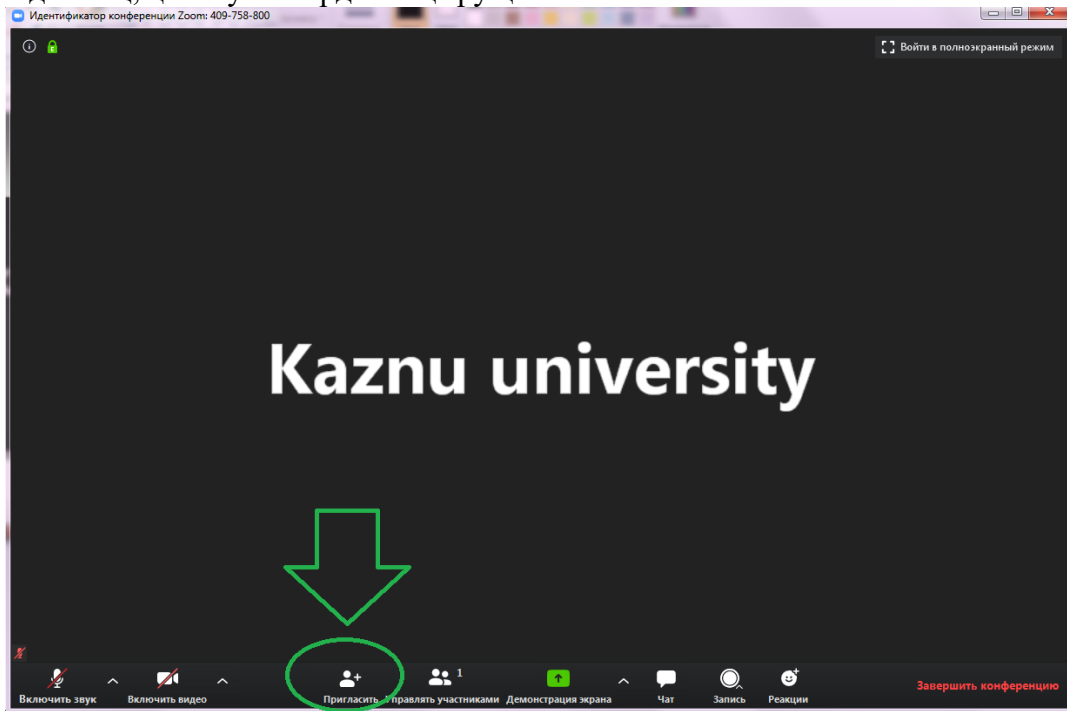 Идентификатор конференции Zoom: 409-758-800
Войти в полноэкранный режим
Kaznu university
1
Включить звук Включить видео Пригласить Управлять участниками Демонстрация экрана Чат Запись Реакции Завершить конференцию